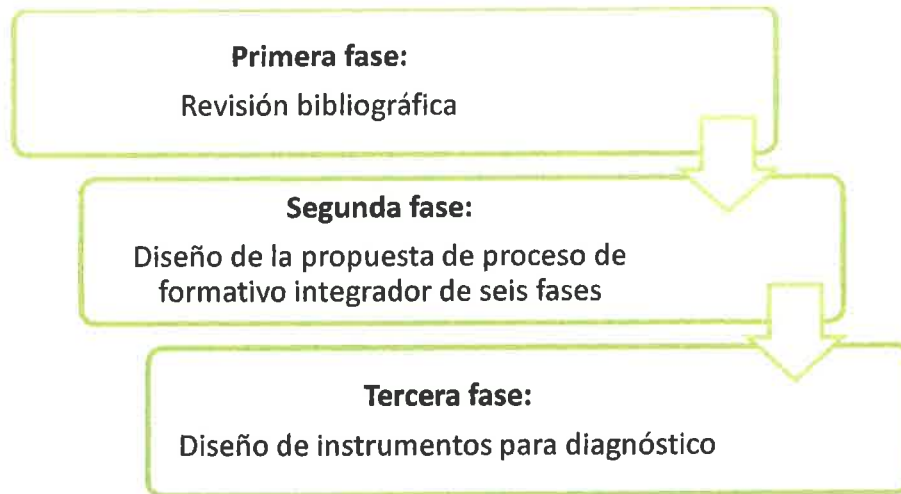 Primera fase:
Revisión bibliográfica
Segunda fase:
Diseño de la propuesta de proceso de
formativo integrador de seis fases
Tercera fase:
Diseño de instrumentos para diagnóstico